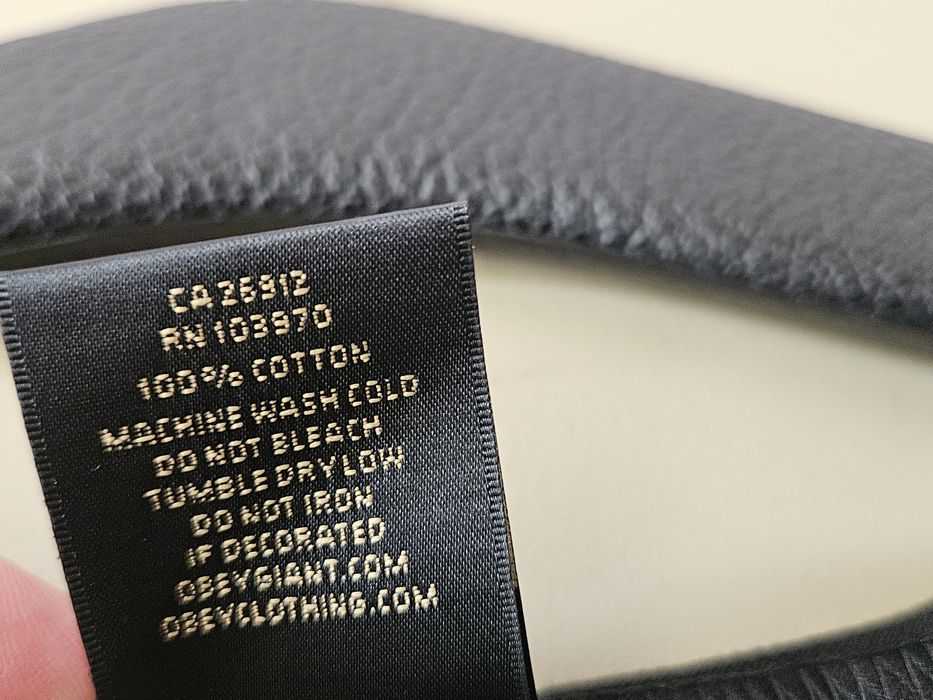 CA 26912
RN 103970
100% COTTON
MACHINE WASH COLD
DO NOT BLEACH
TUMBLE DRY LOW
DO NOT IRON
IF DECORATED
OBEYGIANT.COM
OBEYCLOTHING.COM